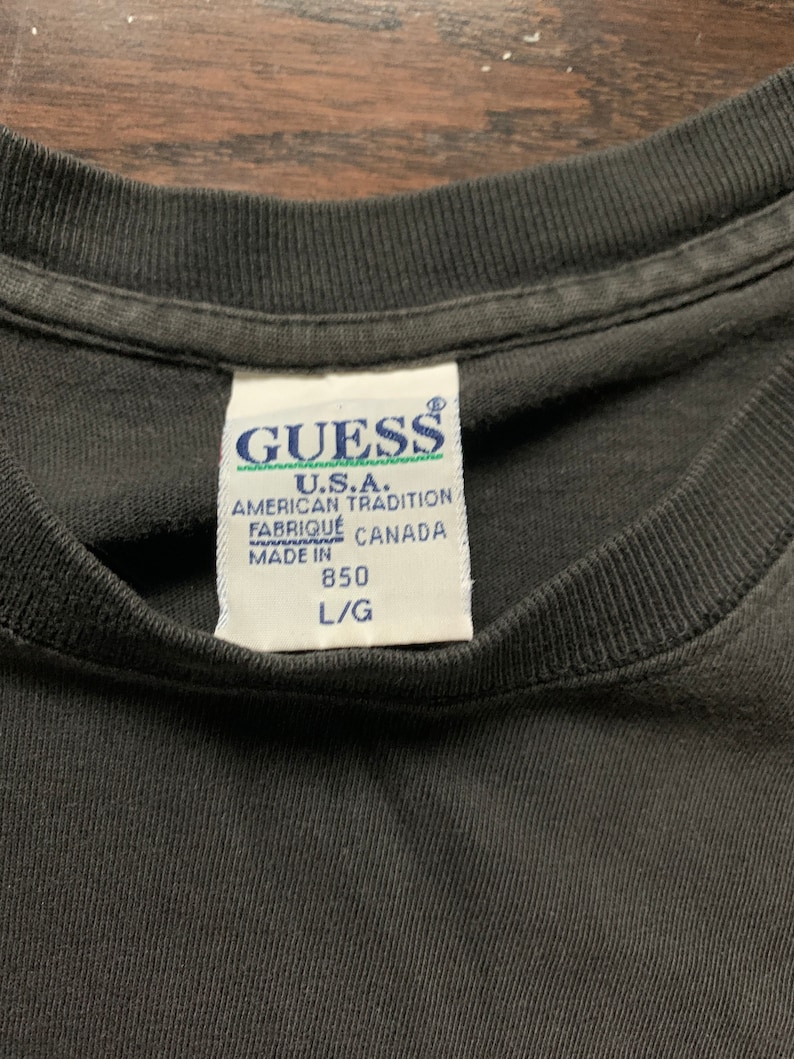 GUESS®
U.S.A.
AMERICAN TRADITION
FABRIQUÉ
MADE IN CANADA
850
L/G